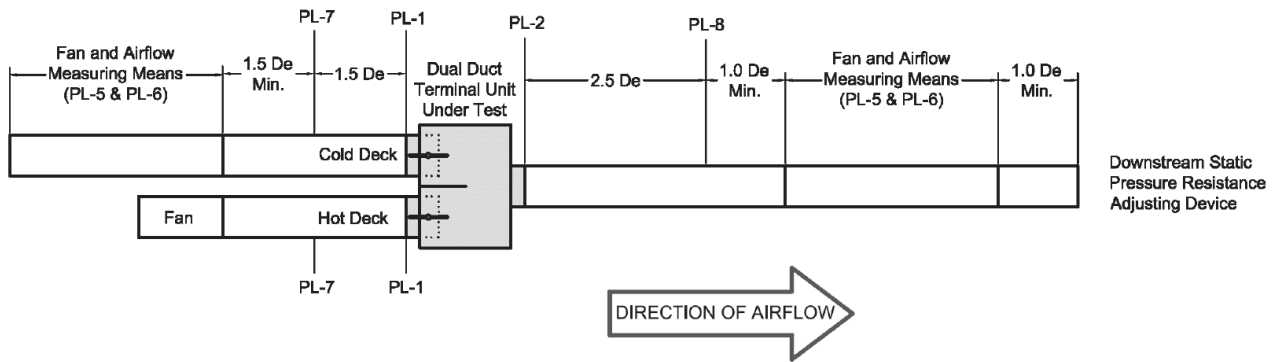 PL-7
PL-1
PL-2
PL-8
Fan and Airflow
Measuring Means
(PL-5 & PL-6)
1.5 De
Min.
1.5 De
Dual Duct
Terminal Unit
Under Test
2.5 De
1.0 De
Min.
Fan and Airflow
Measuring Means
(PL-5 & PL-6)
1.0 De
Min.
Cold Deck
Downstream Static
Pressure Resistance
Adjusting Device
Fan
Hot Deck
PL-7
PL-1
DIRECTION OF AIRFLOW